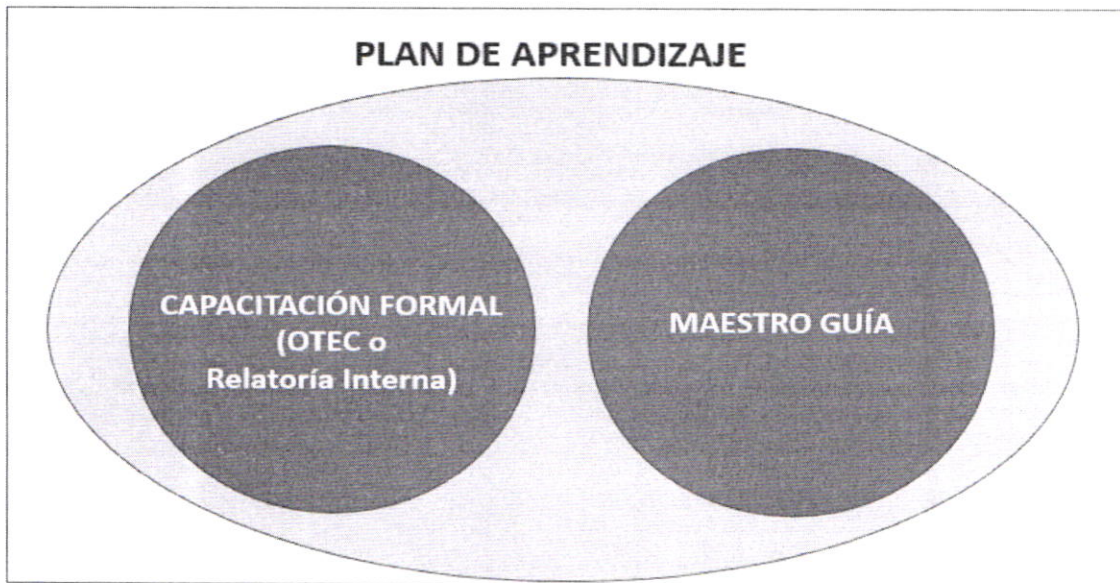 PLAN DE APRENDIZAJE
CAPACITACIÓN FORMAL
(OTEC o
Relatoría Interna)
MAESTRO GUÍA